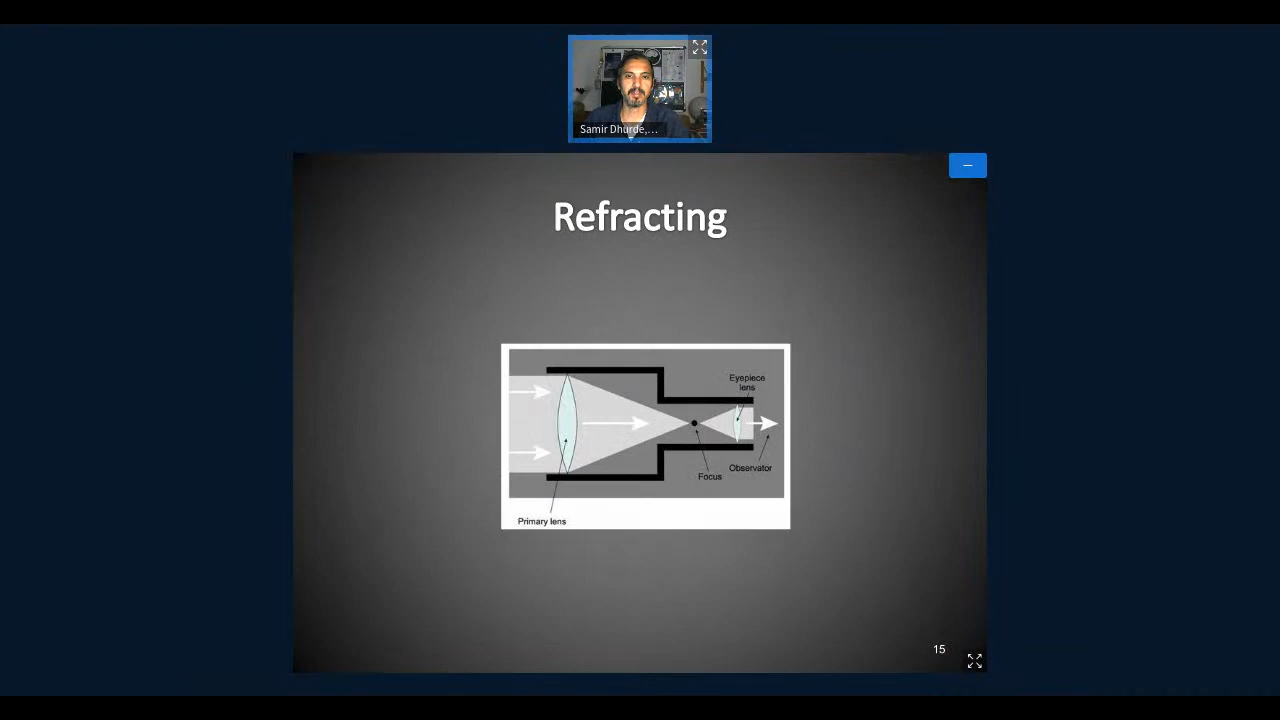 Samir Dhurde,...
Refracting
Eyepiece
lens
Observator
Focus
Primary lens
15